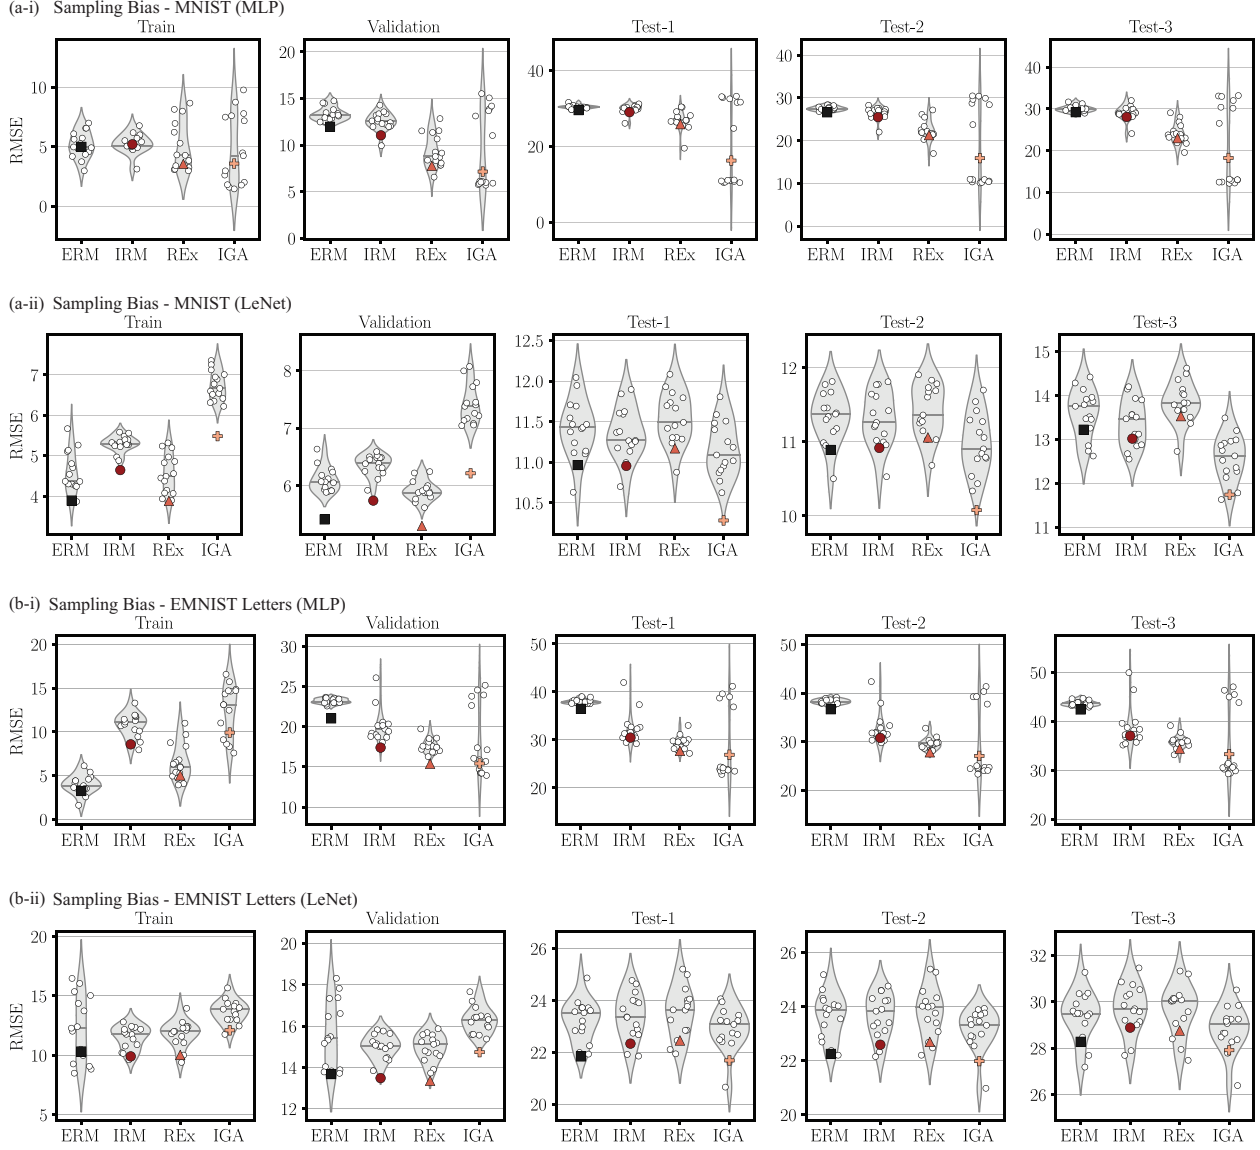 (a-i) Sampling Bias - MNIST (MLP)
Train Validation Test-1 Test-2 Test-3
RMSE
10 5 0
20 15 10 5 0
40 20 0
40 30 20 10 0
40 30 20 10 0
ERM IRM REx IGA ERM IRM REx IGA ERM IRM REx IGA ERM IRM REx IGA ERM IRM REx IGA
(a-ii) Sampling Bias - MNIST (LeNet)
Train Validation Test-1 Test-2 Test-3
RMSE
7 6 5 4
8 7 6
12.5 12.0 11.5 11.0 10.5
12 11 10
15 14 13 12 11
ERM IRM REx IGA ERM IRM REx IGA ERM IRM REx IGA ERM IRM REx IGA ERM IRM REx IGA
(b-i) Sampling Bias - EMNIST Letters (MLP)
Train Validation Test-1 Test-2 Test-3
RMSE
20 15 10 5 0
30 25 20 15 10
50 40 30 20
50 40 30 20
50 40 30 20
ERM IRM REx IGA ERM IRM REx IGA ERM IRM REx IGA ERM IRM REx IGA ERM IRM REx IGA
(b-ii) Sampling Bias - EMNIST Letters (LeNet)
Train Validation Test-1 Test-2 Test-3
RMSE
20 15 10 5
20 18 16 14 12
26 24 22 20
26 24 22 20
32 30 28 26
ERM IRM REx IGA ERM IRM REx IGA ERM IRM REx IGA ERM IRM REx IGA ERM IRM REx IGA